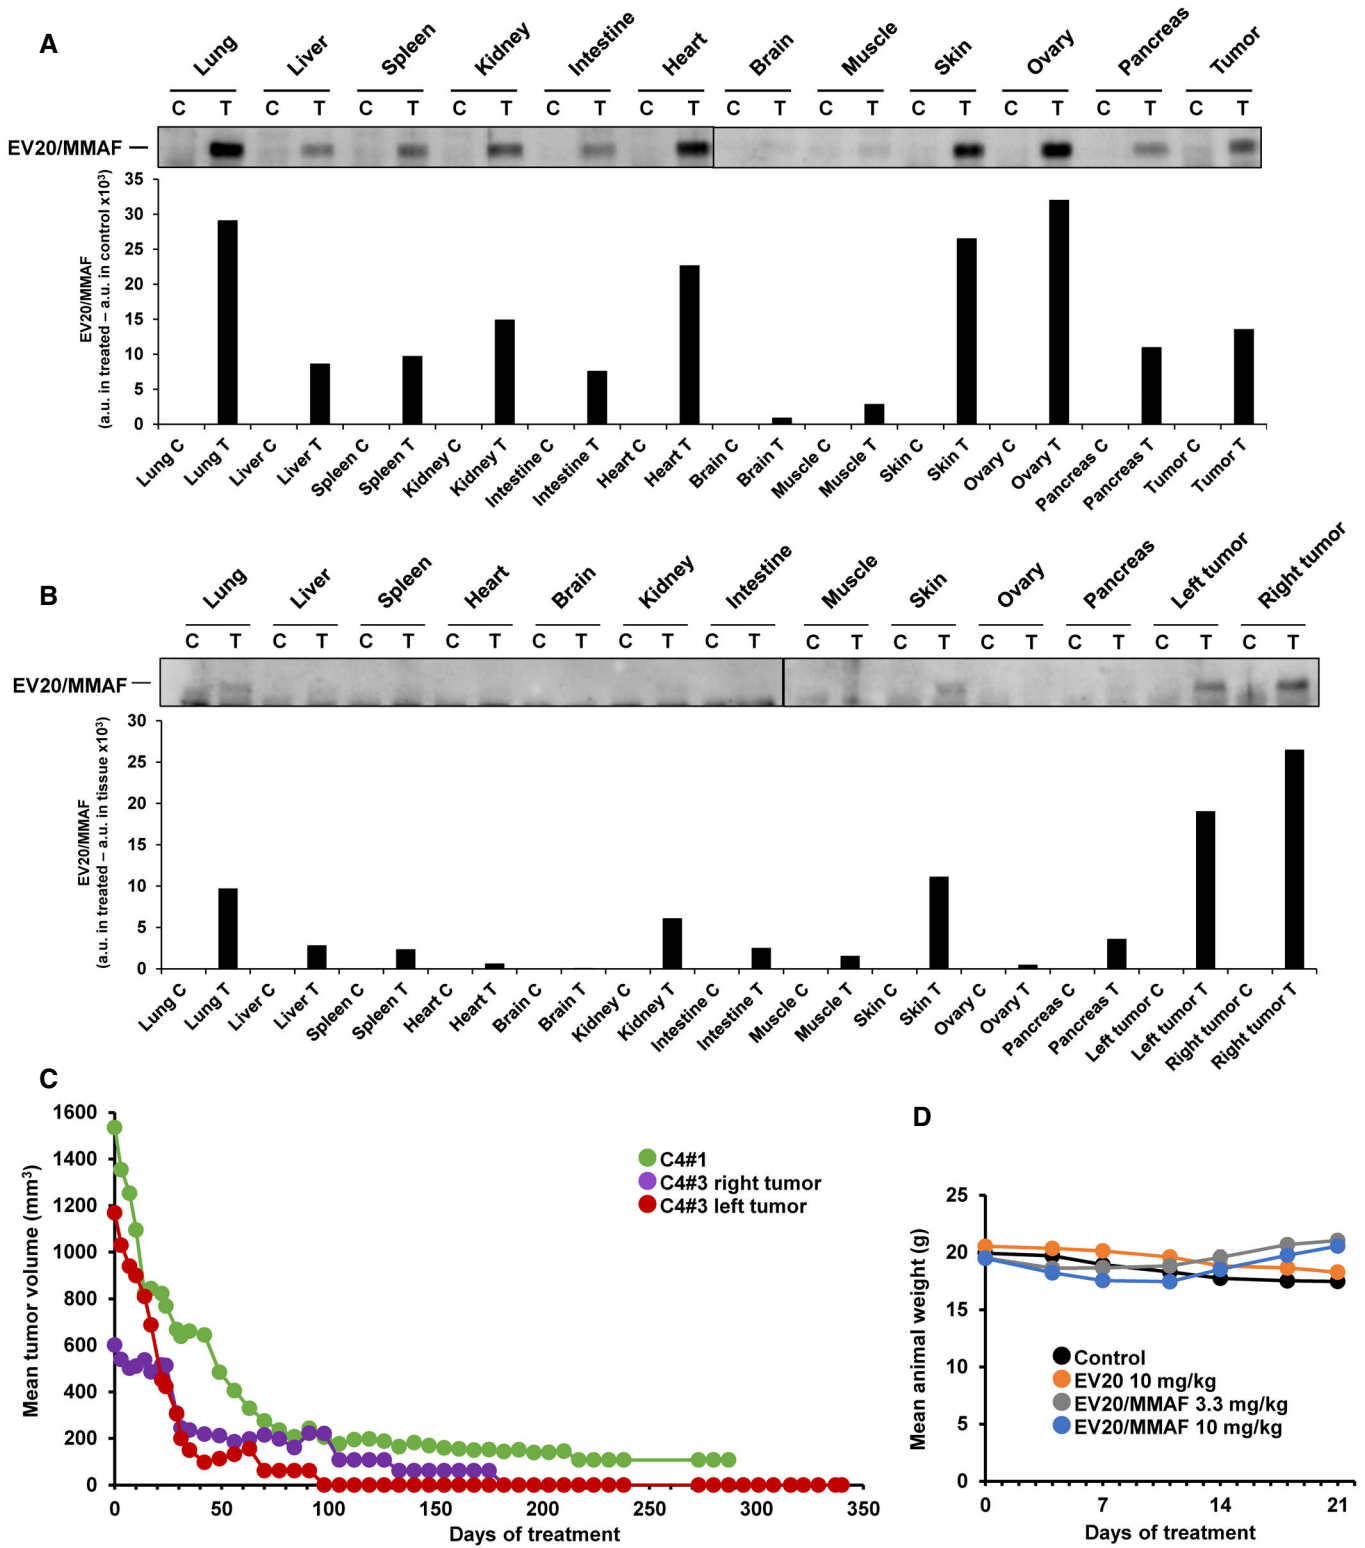 A
Lung Liver Spleen Kidney Intestine Heart Brain Muscle Skin Ovary Pancreas Tumor
C T C T C T C T C T C T C T C T C T C T C T C T
EV20/MMAF
EV20/MMAF
(a.u. in treated – a.u. in control x10³)
35
30
25
20
15
10
5
0
Lung C Lung T Liver C Liver T Spleen C Spleen T Kidney C Kidney T Intestine C Intestine T Heart C Heart T Brain C Brain T Muscle C Muscle T Skin C Skin T Ovary C Ovary T Pancreas C Pancreas T Tumor C Tumor T
B
Lung Liver Spleen Heart Brain Kidney Intestine Muscle Skin Ovary Pancreas Left tumor Right tumor
C T C T C T C T C T C T C T C T C T C T C T C T C T
EV20/MMAF
EV20/MMAF
(a.u. in treated – a.u. in tissue x10³)
30
25
20
15
10
5
0
Lung C Lung T Liver C Liver T Spleen C Spleen T Heart C Heart T Brain C Brain T Kidney C Kidney T Intestine C Intestine T Muscle C Muscle T Skin C Skin T Ovary C Ovary T Pancreas C Pancreas T Left tumor C Left tumor T Right tumor C Right tumor T
C
Mean tumor volume (mm³)
1600
1400
1200
1000
800
600
400
200
0
C4#1
C4#3 right tumor
C4#3 left tumor
0 50 100 150 200 250 300 350
Days of treatment
D
Mean animal weight (g)
25
20
15
10
5
0
Control
EV20 10 mg/kg
EV20/MMAF 3.3 mg/kg
EV20/MMAF 10 mg/kg
0 7 14 21
Days of treatment